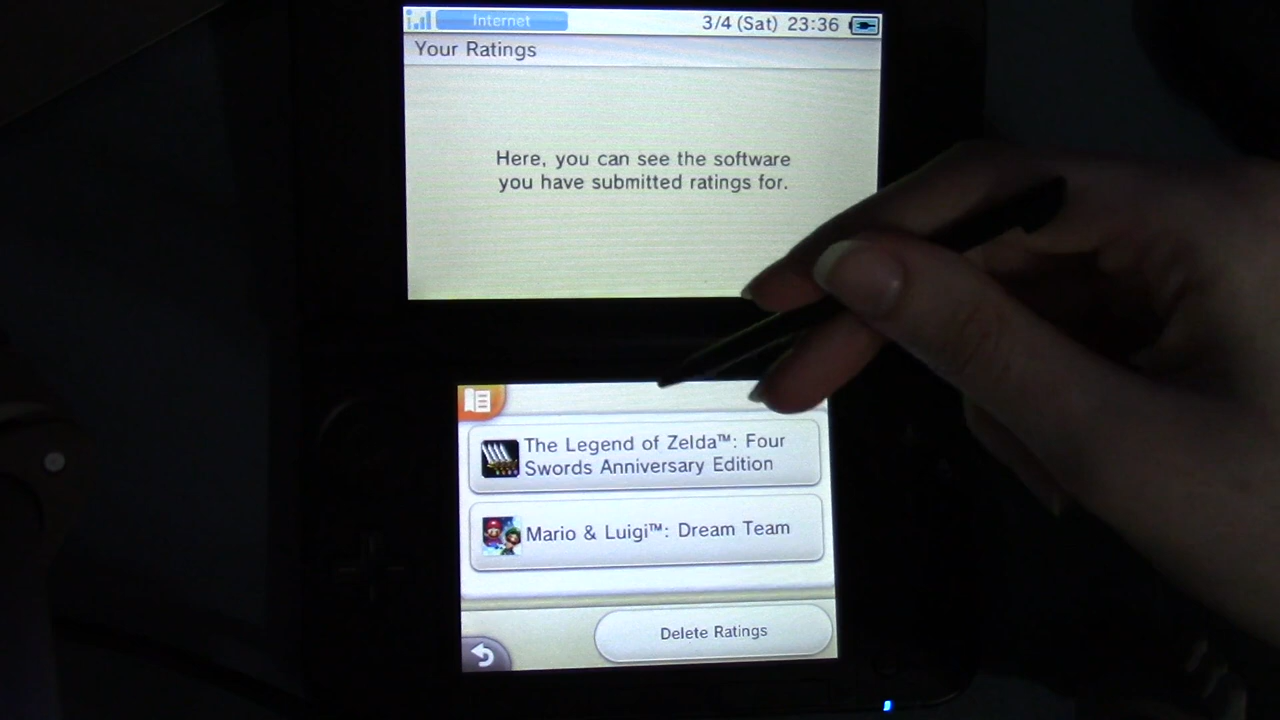 Internet
3/4 (Sat) 23:36
Your Ratings
Here, you can see the software
you have submitted ratings for.
The Legend of Zelda™: Four
Swords Anniversary Edition
Mario & Luigi™: Dream Team
Delete Ratings